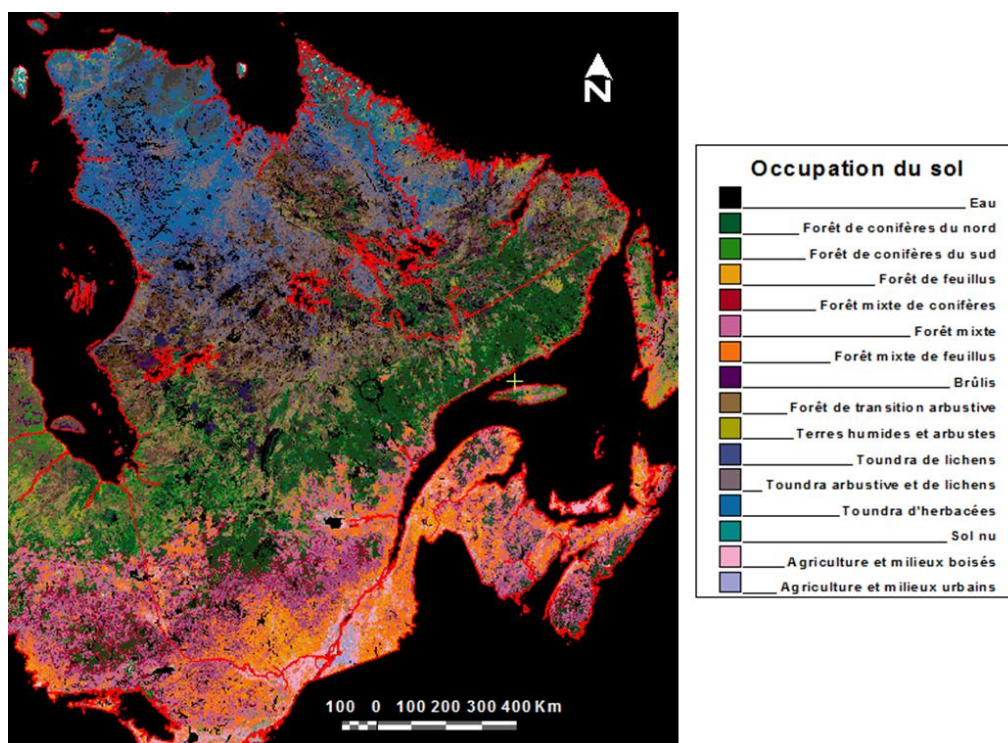 N
100 0 100 200 300 400 Km
Occupation du sol
Eau
Forêt de conifères du nord
Forêt de conifères du sud
Forêt de feuillus
Forêt mixte de conifères
Forêt mixte
Forêt mixte de feuillus
Brûlis
Forêt de transition arbustive
Terres humides et arbustes
Toundra de lichens
Toundra arbustive et de lichens
Toundra d'herbacées
Sol nu
Agriculture et milieux boisés
Agriculture et milieux urbains